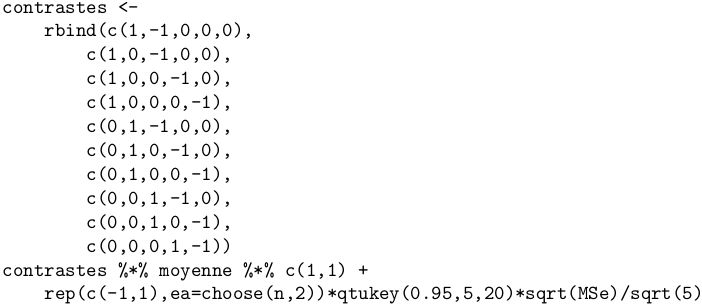 contrastes <-
rbind(c(1,-1,0,0,0),
c(1,0,-1,0,0),
c(1,0,0,-1,0),
c(1,0,0,0,-1),
c(0,1,-1,0,0),
c(0,1,0,-1,0),
c(0,1,0,0,-1),
c(0,0,1,-1,0),
c(0,0,1,0,-1),
c(0,0,0,1,-1))
contrastes %*% moyenne %*% c(1,1) +
rep(c(-1,1),ea=choose(n,2))*qtukey(0.95,5,20)*sqrt(MSe)/sqrt(5)